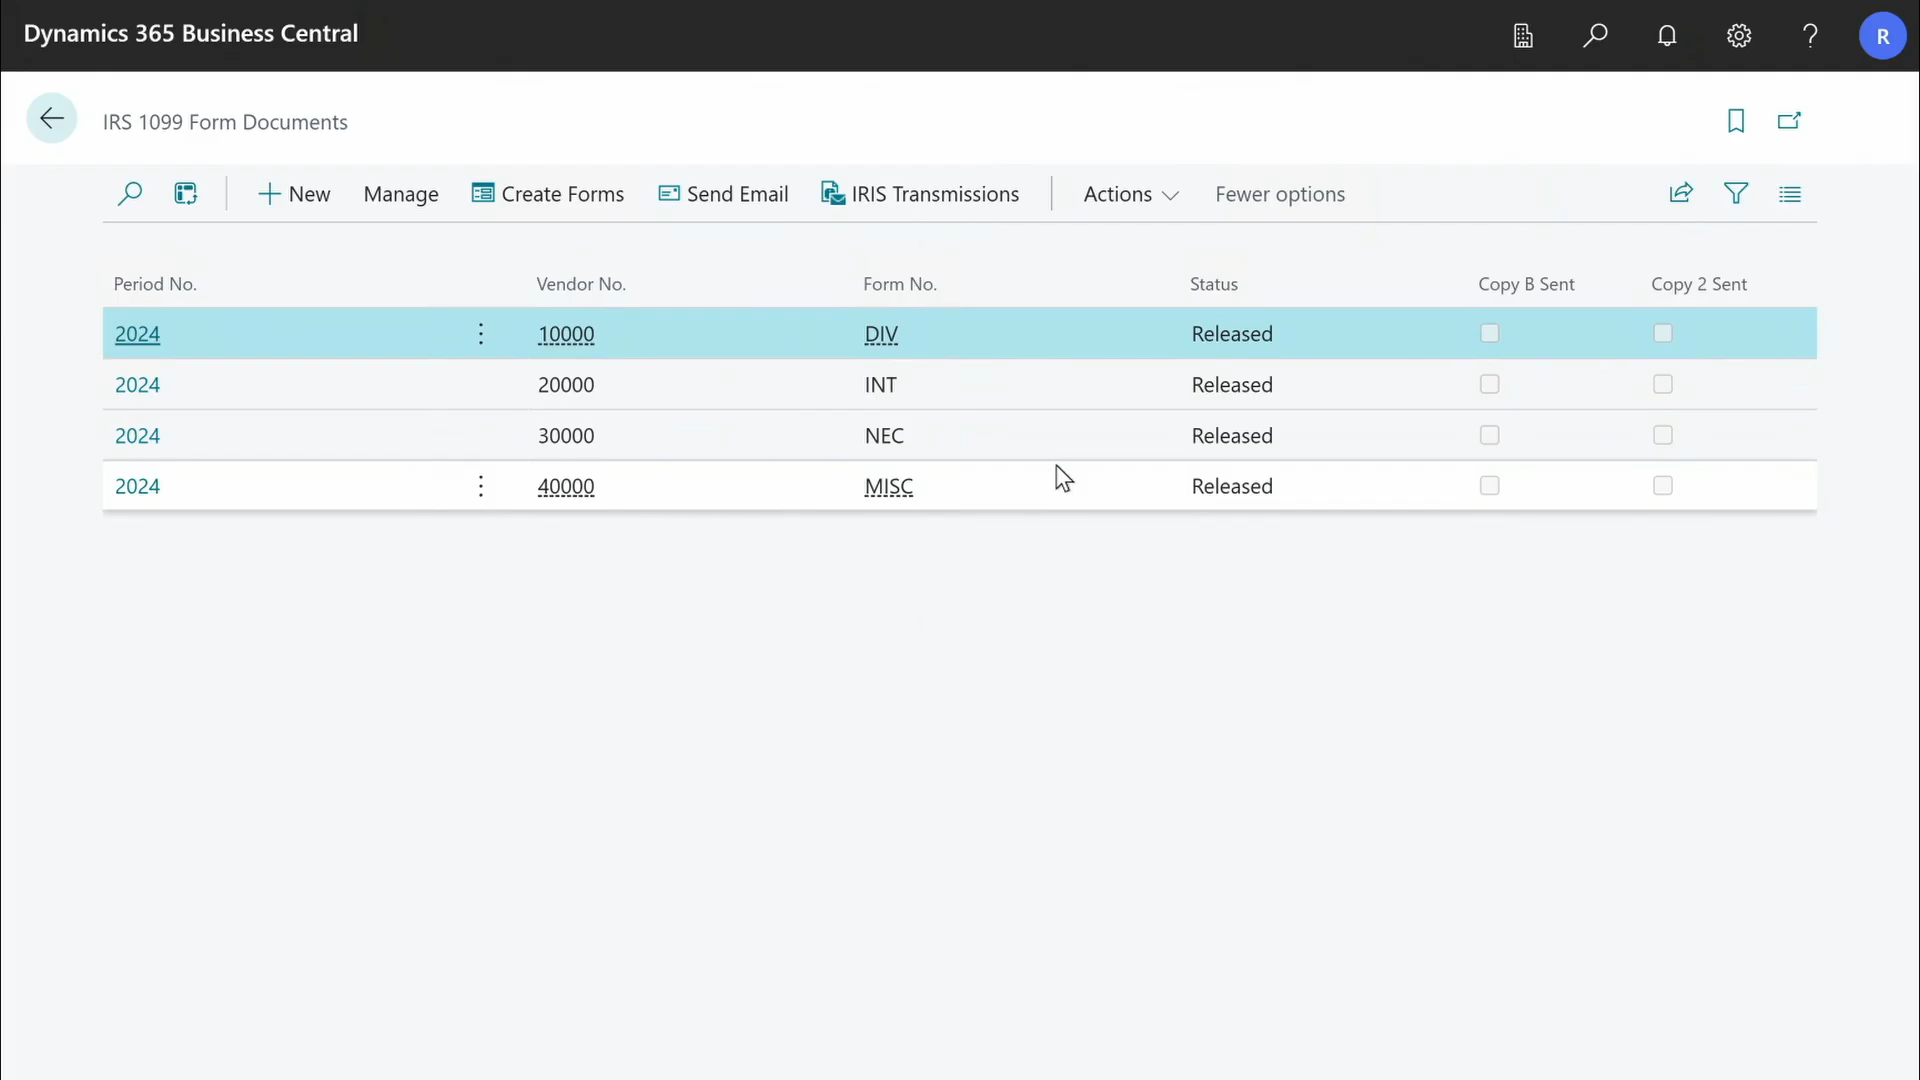 Dynamics 365 Business Central
R
IRS 1099 Form Documents
New Manage Create Forms Send Email IRIS Transmissions Actions Fewer options
Period No. Vendor No. Form No. Status Copy B Sent Copy 2 Sent
2024 10000 DIV Released
2024 20000 INT Released
2024 30000 NEC Released
2024 40000 MISC Released